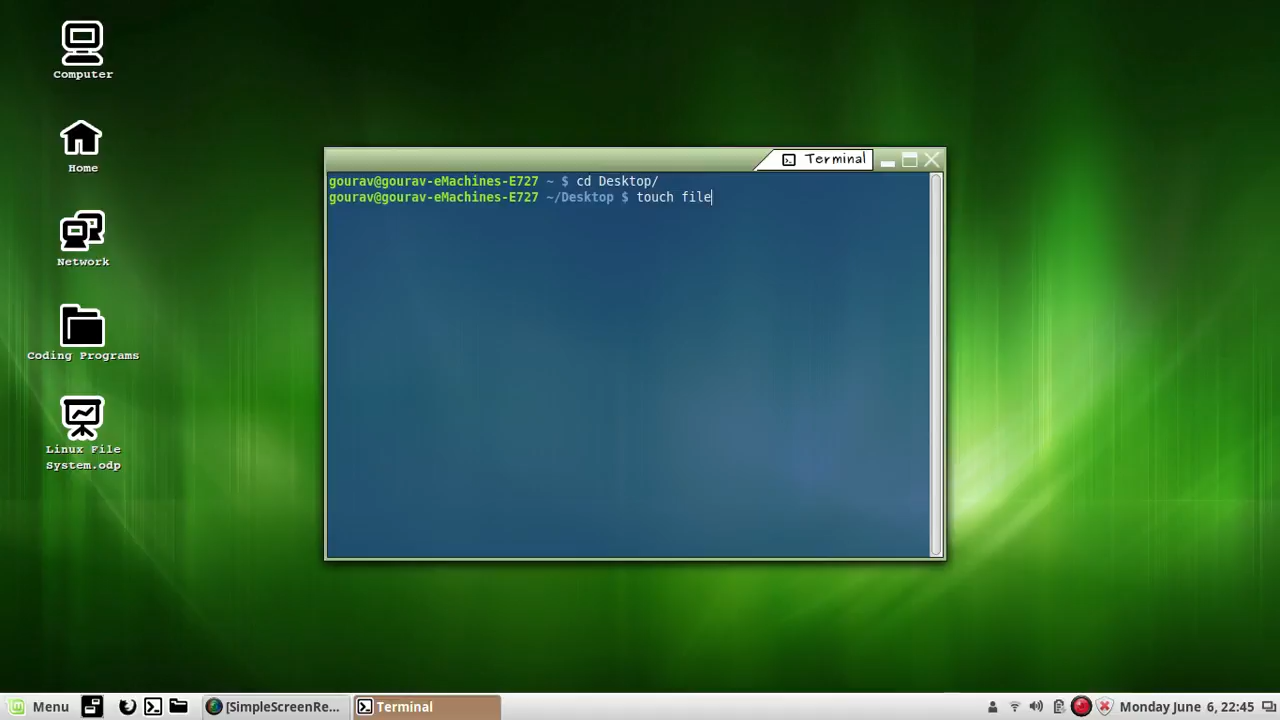 Computer
Home
Network
Coding Programs
Linux File
System.odp
Terminal
gourav@gourav-eMachines-E727 ~ $ cd Desktop/
gourav@gourav-eMachines-E727 ~/Desktop $ touch file
Menu
[SimpleScreenRe...
Terminal
Monday June 6, 22:45